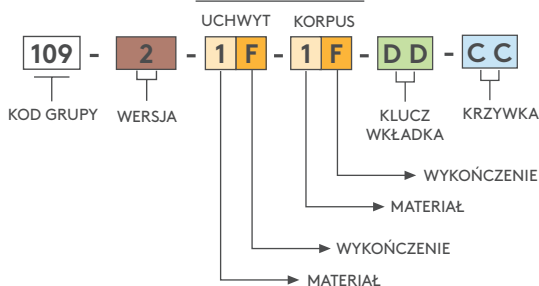 UCHWYT KORPUS
109 - 2 - 1 F - 1 F - D D - C C
KOD GRUPY WERSJA KLUCZ KRZYWKA
WKŁADKA
WYKOŃCZENIE
MATERIAŁ
WYKOŃCZENIE
MATERIAŁ